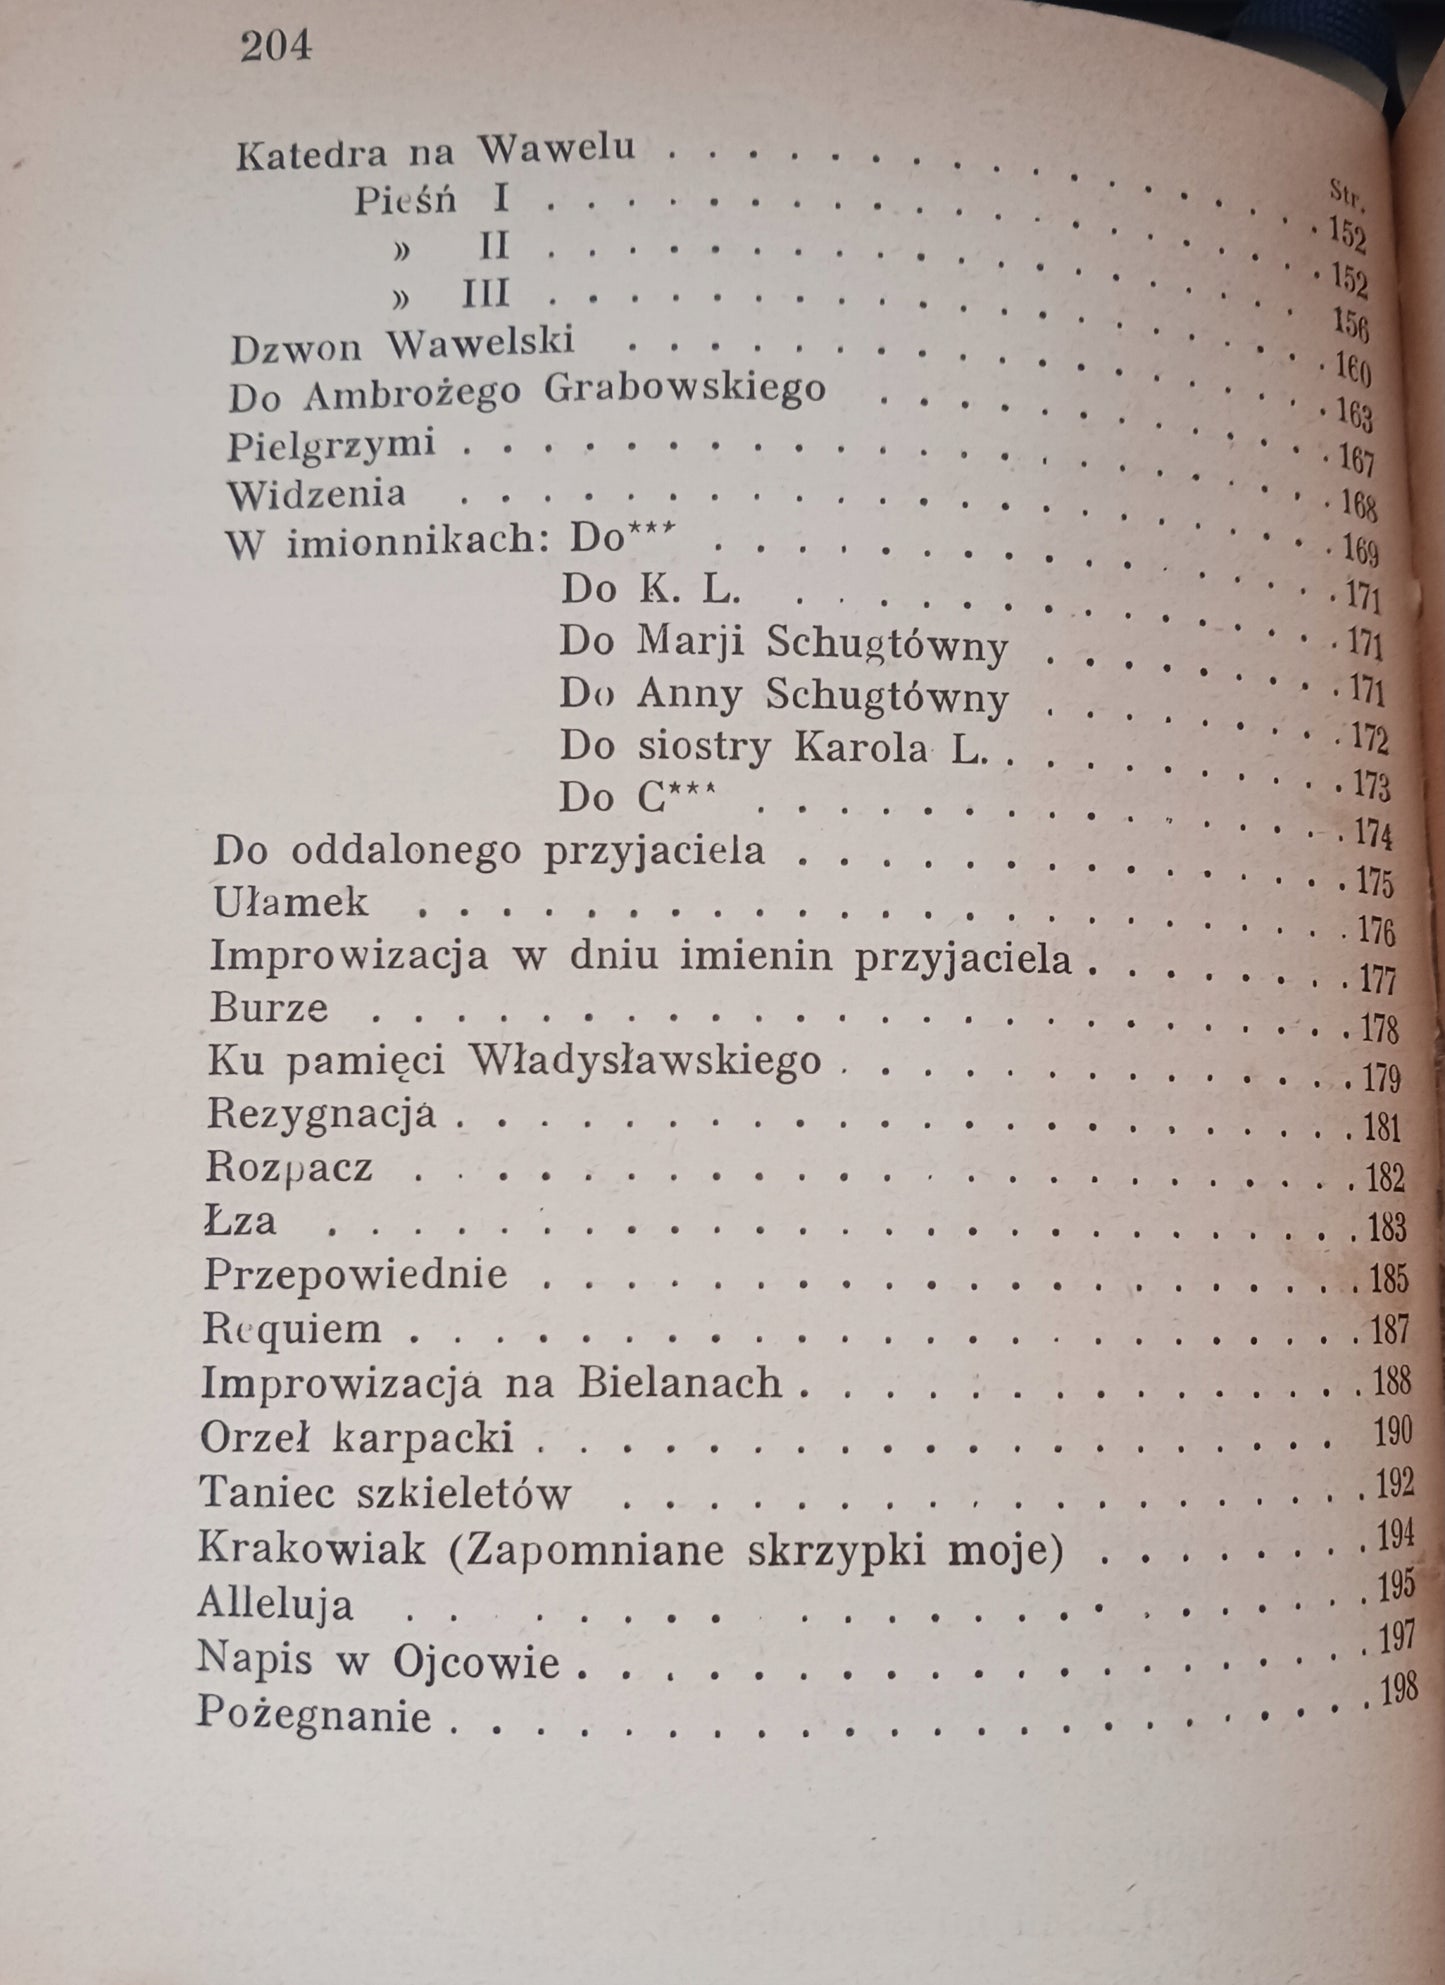 204
Str.
Katedra na Wawelu . . . . . . . . . . . . . . . . 152
Pieśń I . . . . . . . . . . . . . . . . . . . 152
» II . . . . . . . . . . . . . . . . . . . 156
» III . . . . . . . . . . . . . . . . . . . 160
Dzwon Wawelski . . . . . . . . . . . . . . . . . 163
Do Ambrożego Grabowskiego . . . . . . . . . . . 167
Pielgrzymi . . . . . . . . . . . . . . . . . . . . . 168
Widzenia . . . . . . . . . . . . . . . . . . . . . 169
W imionnikach: Do*** . . . . . . . . . . . . . . . 171
Do K. L. . . . . . . . . . . . . . . 171
Do Marji Schugtówny . . . . . . . . 171
Do Anny Schugtówny . . . . . . . . 172
Do siostry Karola L. . . . . . . . . . 173
Do C*** . . . . . . . . . . . . . . . 174
Do oddalonego przyjaciela . . . . . . . . . . . . . . 175
Ułamek . . . . . . . . . . . . . . . . . . . . . . . 176
Improwizacja w dniu imienin przyjaciela . . . . . . . 177
Burze . . . . . . . . . . . . . . . . . . . . . . . . 178
Ku pamięci Władysławskiego . . . . . . . . . . . . . 179
Rezygnacja . . . . . . . . . . . . . . . . . . . . . . 181
Rozpacz . . . . . . . . . . . . . . . . . . . . . . . 182
Łza . . . . . . . . . . . . . . . . . . . . . . . . . 183
Przepowiednie . . . . . . . . . . . . . . . . . . . . 185
Requiem . . . . . . . . . . . . . . . . . . . . . . . 187
Improwizacja na Bielanach . . . . . . . . . . . . . . 188
Orzeł karpacki . . . . . . . . . . . . . . . . . . . 190
Taniec szkieletów . . . . . . . . . . . . . . . . . . 192
Krakowiak (Zapomniane skrzypki moje) . . . . . . . 194
Alleluja . . . . . . . . . . . . . . . . . . . . . . . 195
Napis w Ojcowie . . . . . . . . . . . . . . . . . . . 197
Pożegnanie . . . . . . . . . . . . . . . . . . . . . . 198